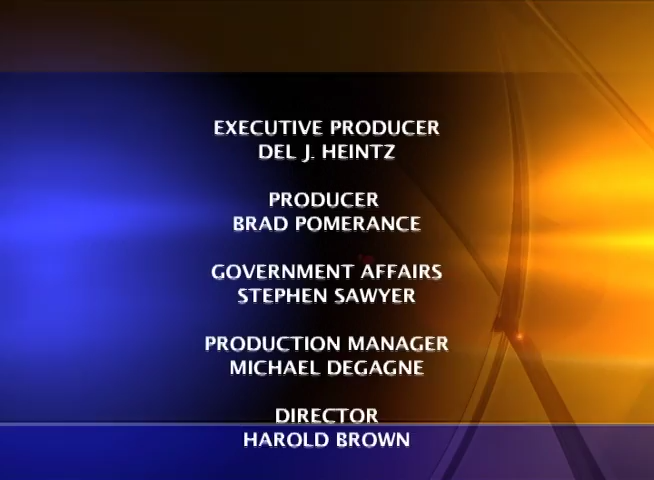 EXECUTIVE PRODUCER
DEL J. HEINTZ
PRODUCER
BRAD POMERANCE
GOVERNMENT AFFAIRS
STEPHEN SAWYER
PRODUCTION MANAGER
MICHAEL DEGAGNE
DIRECTOR
HAROLD BROWN